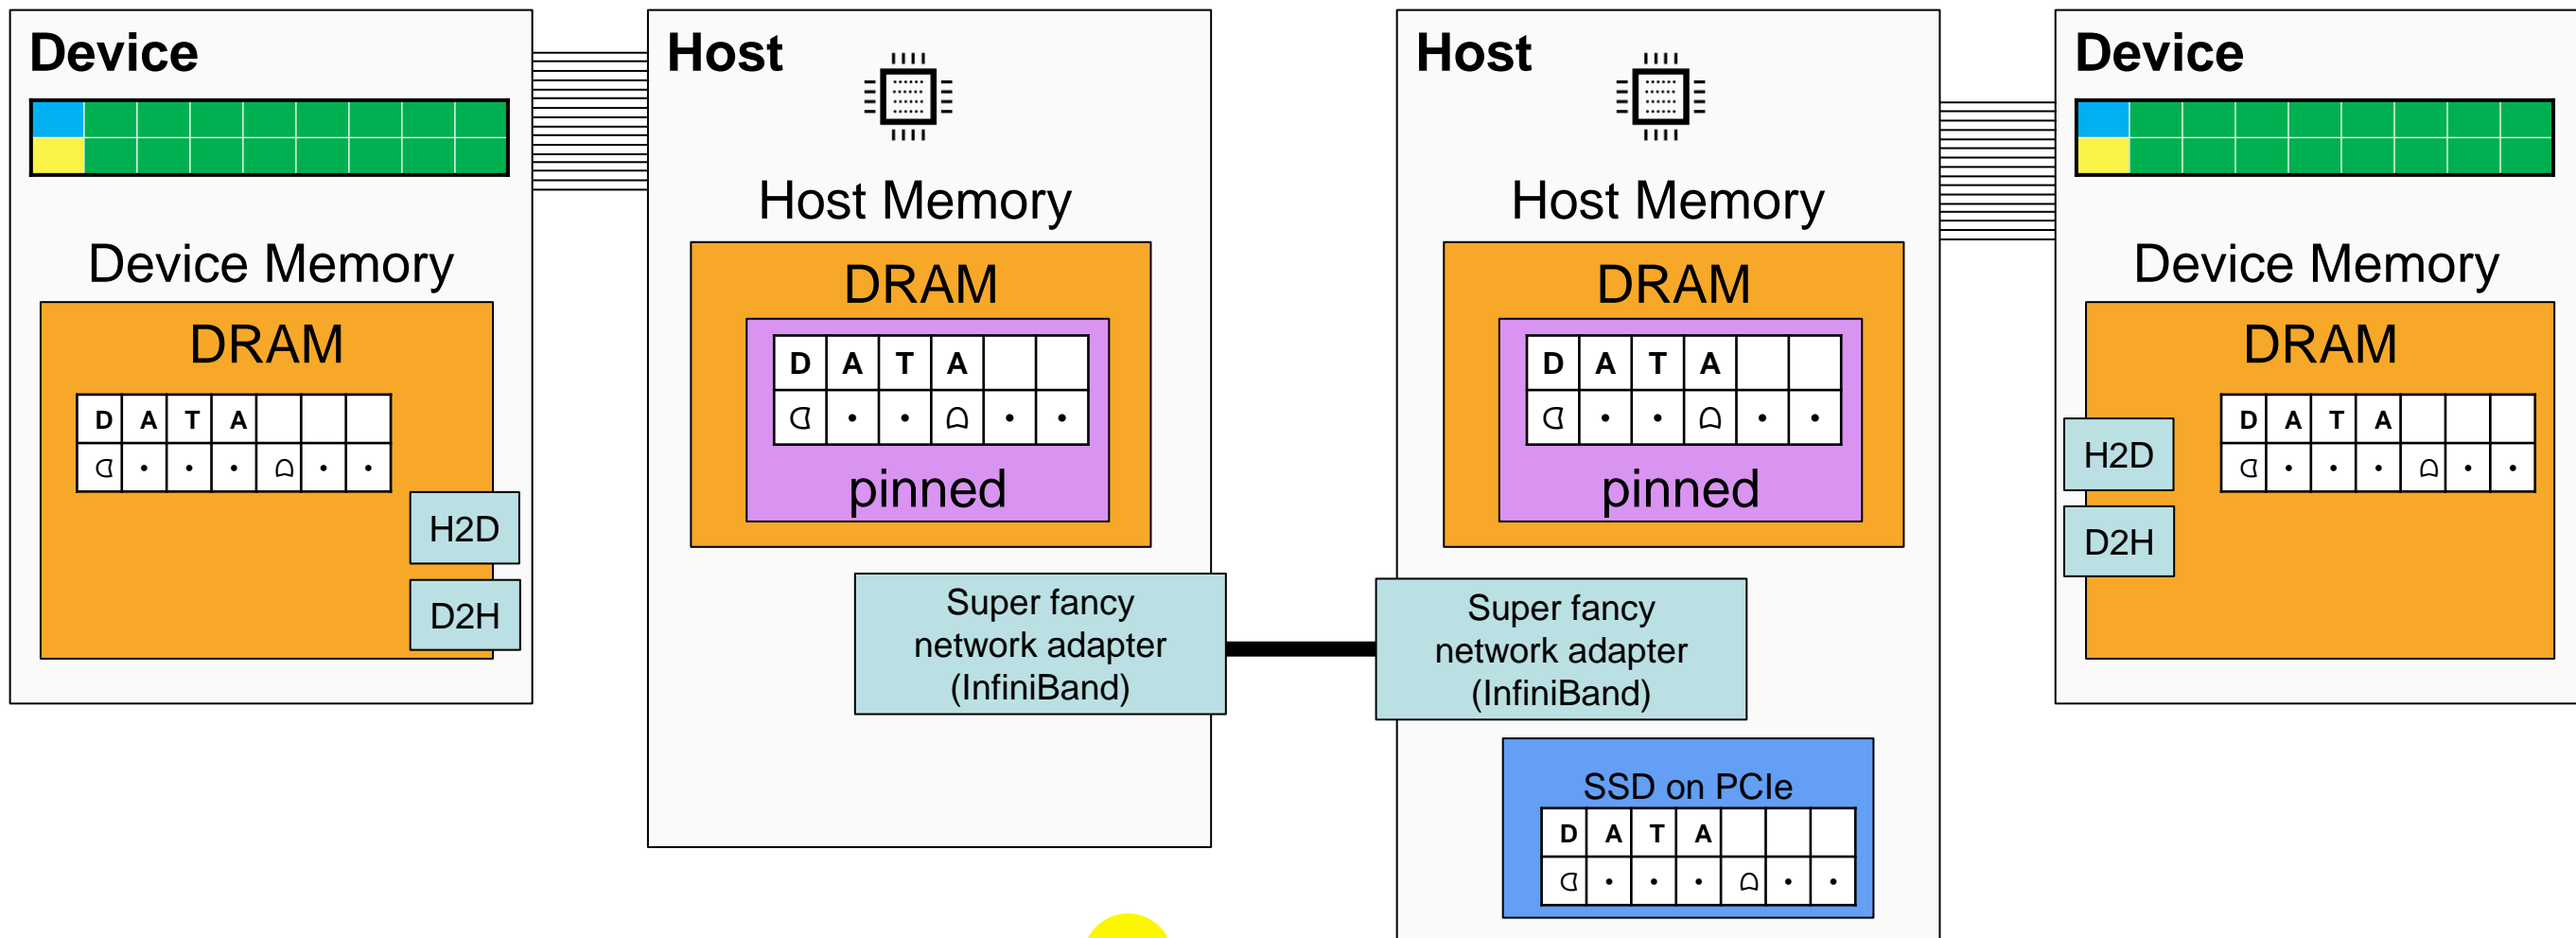 Device
Device Memory
DRAM
D A T A
H2D
D2H
Host
Host Memory
DRAM
D A T A
pinned
Super fancy
network adapter
(InfiniBand)
Host
Host Memory
DRAM
D A T A
pinned
Super fancy
network adapter
(InfiniBand)
SSD on PCIe
D A T A
Device
Device Memory
DRAM
D A T A
H2D
D2H